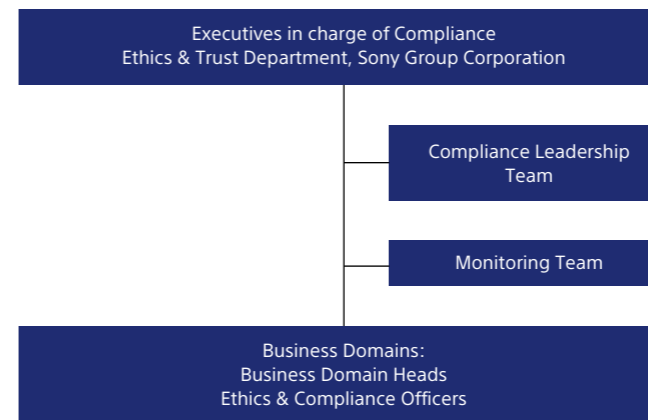 Executives in charge of Compliance
Ethics & Trust Department, Sony Group Corporation
Compliance Leadership
Team
Monitoring Team
Business Domains:
Business Domain Heads
Ethics & Compliance Officers